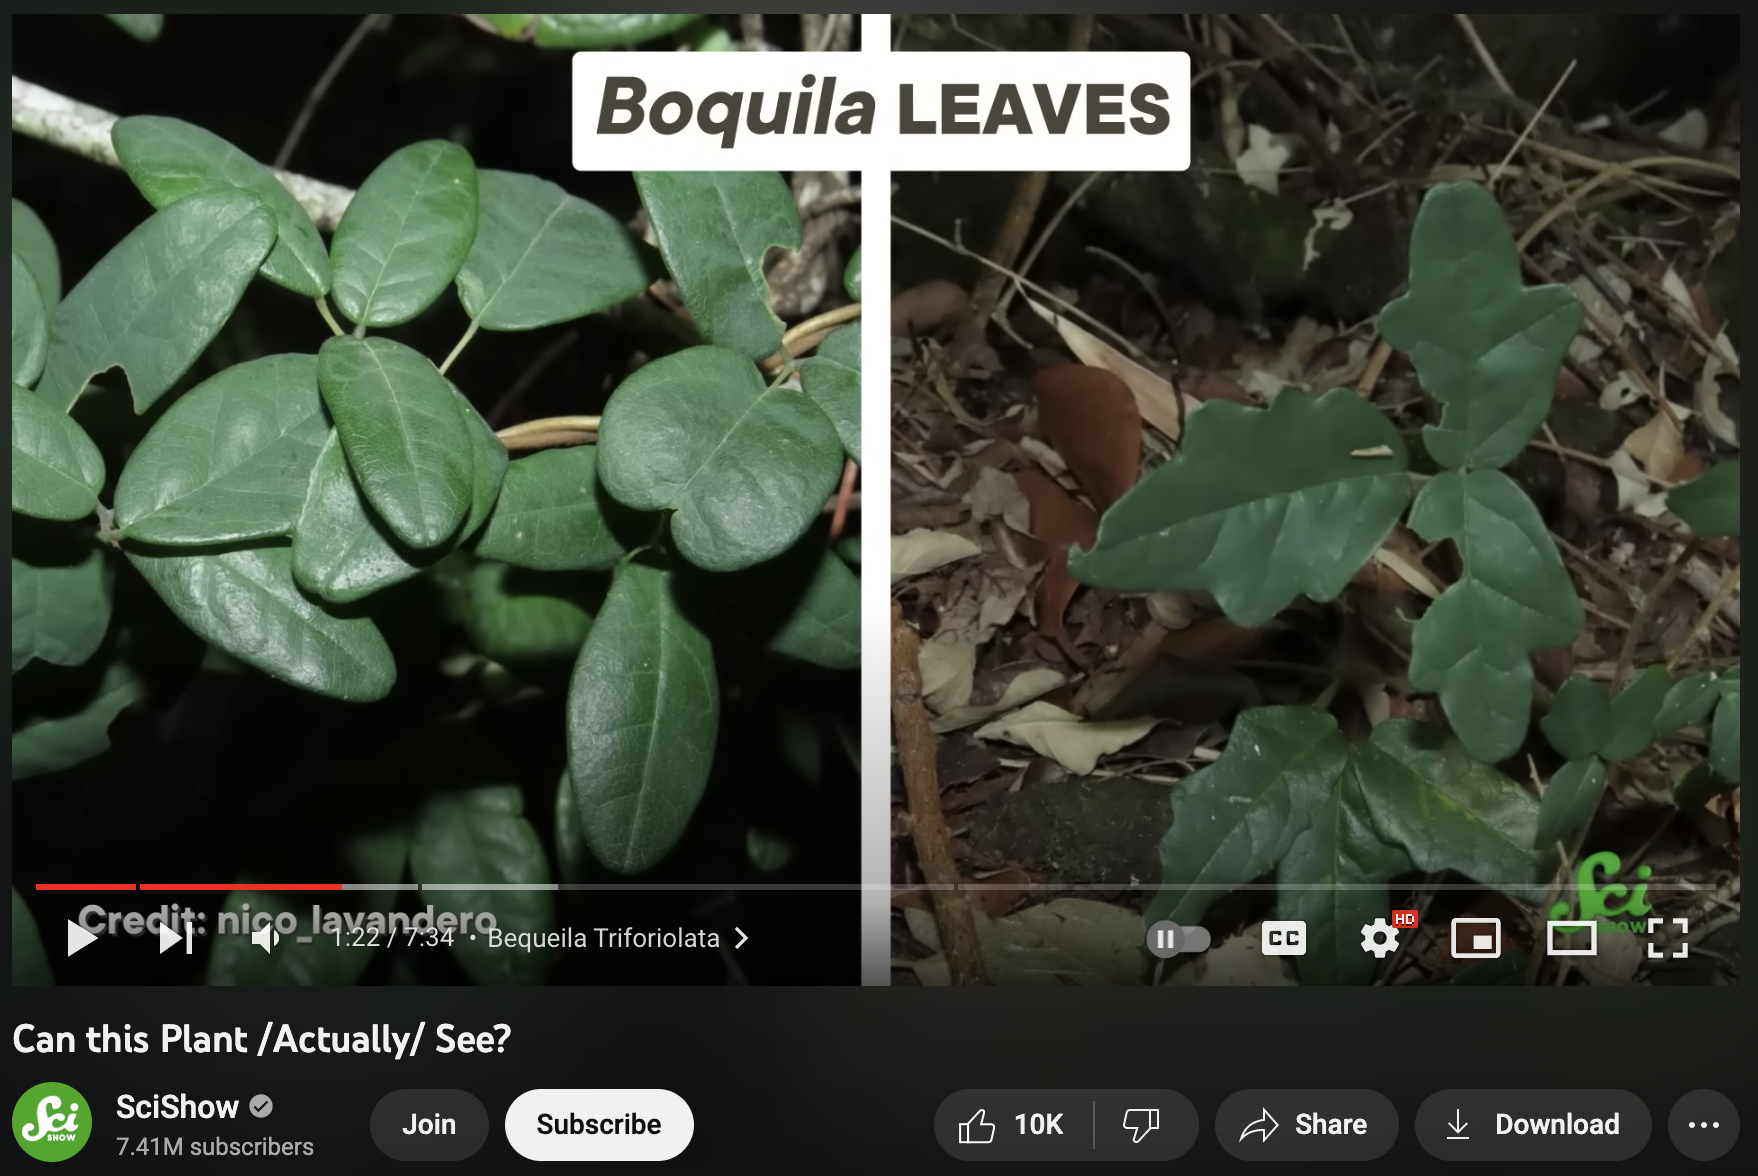 Boquila LEAVES
Credit: nico_lavandero
1:22 / 7:34 • Bequeila Triforiolata
CC
HD
Sci
SHOW
Can this Plant /Actually/ See?
Sci
SHOW
SciShow
7.41M subscribers
Join
Subscribe
10K
Share
Download